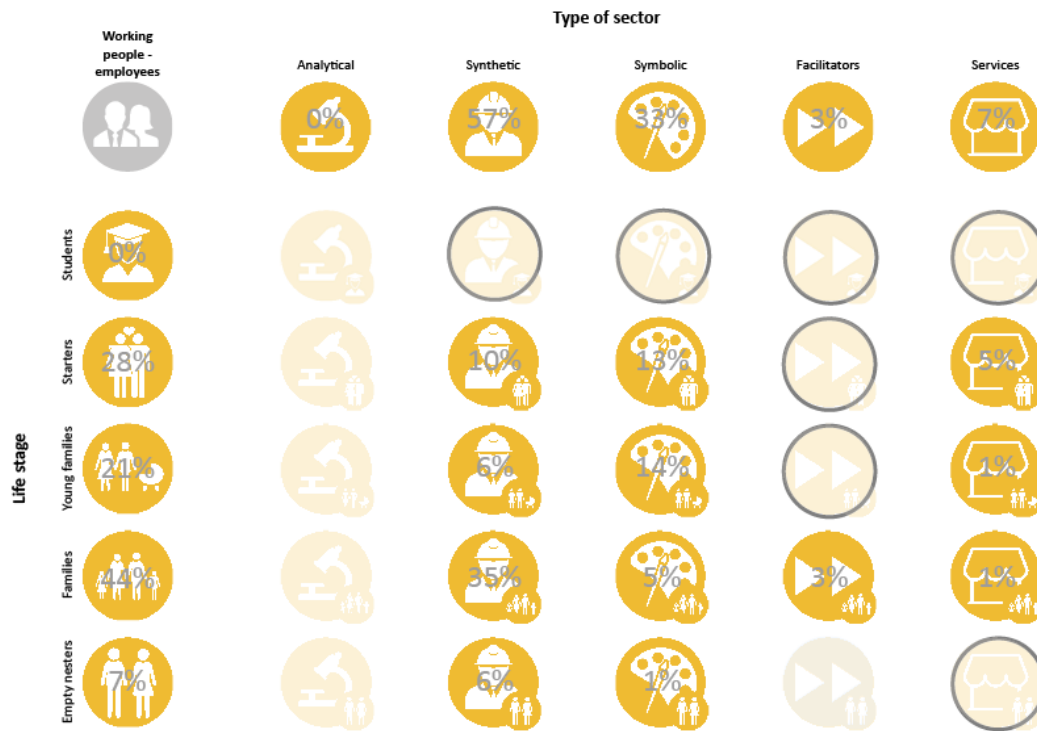 Type of sector
Working
people -
employees
Analytical
Synthetic
Symbolic
Facilitators
Services
0%
57%
33%
3%
7%
Students
0%
Starters
28%
10%
13%
5%
Life stage
Young families
21%
6%
14%
1%
Families
44%
35%
5%
3%
1%
Empty nesters
7%
6%
1%